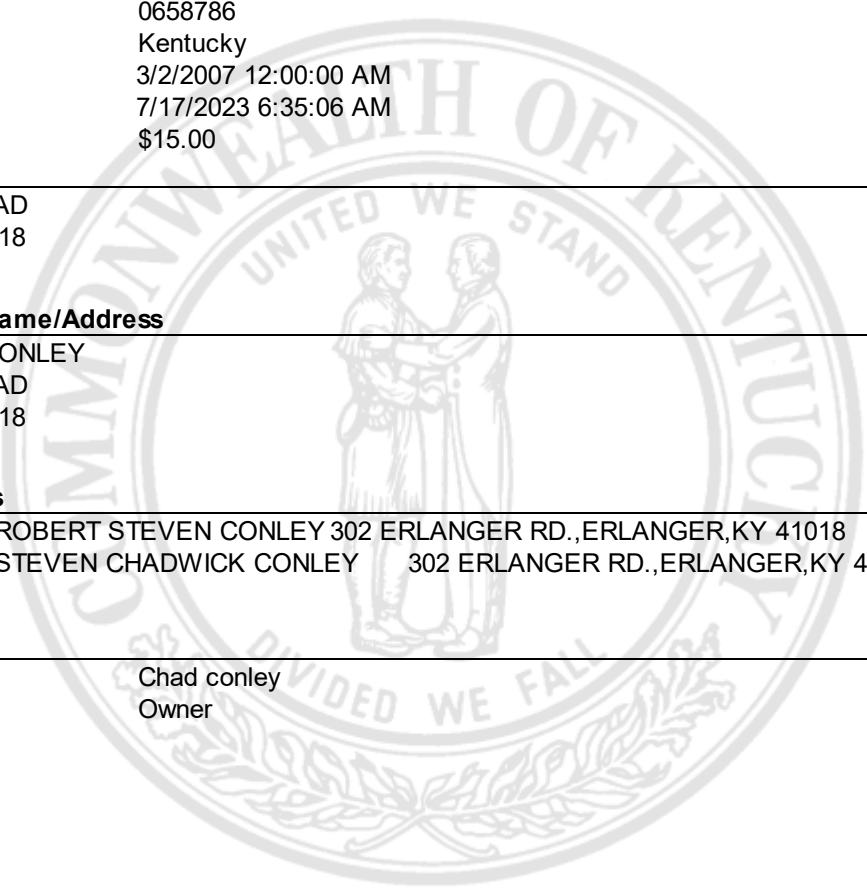 0658786
Kentucky
3/2/2007 12:00:00 AM
7/17/2023 6:35:06 AM
$15.00
AD
18
ame/Address
ONLEY
AD
18
s
ROBERT STEVEN CONLEY 302 ERLANGER RD.,ERLANGER,KY 41018
STEVEN CHADWICK CONLEY 302 ERLANGER RD.,ERLANGER,KY 4
Chad conley
Owner
COMMONWEALTH OF KENTUCKY
UNITED WE STAND
DIVIDED WE FALL